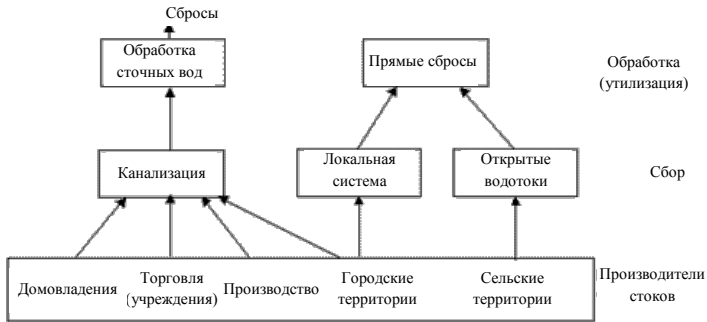 Сбросы
Обработка
сточных вод
Прямые сбросы
Обработка
(утилизация)
Канализация
Локальная
система
Открытые
водотоки
Сбор
Домовладения
Торговля
(учреждения)
Производство
Городские
территории
Сельские
территории
Производители
стоков